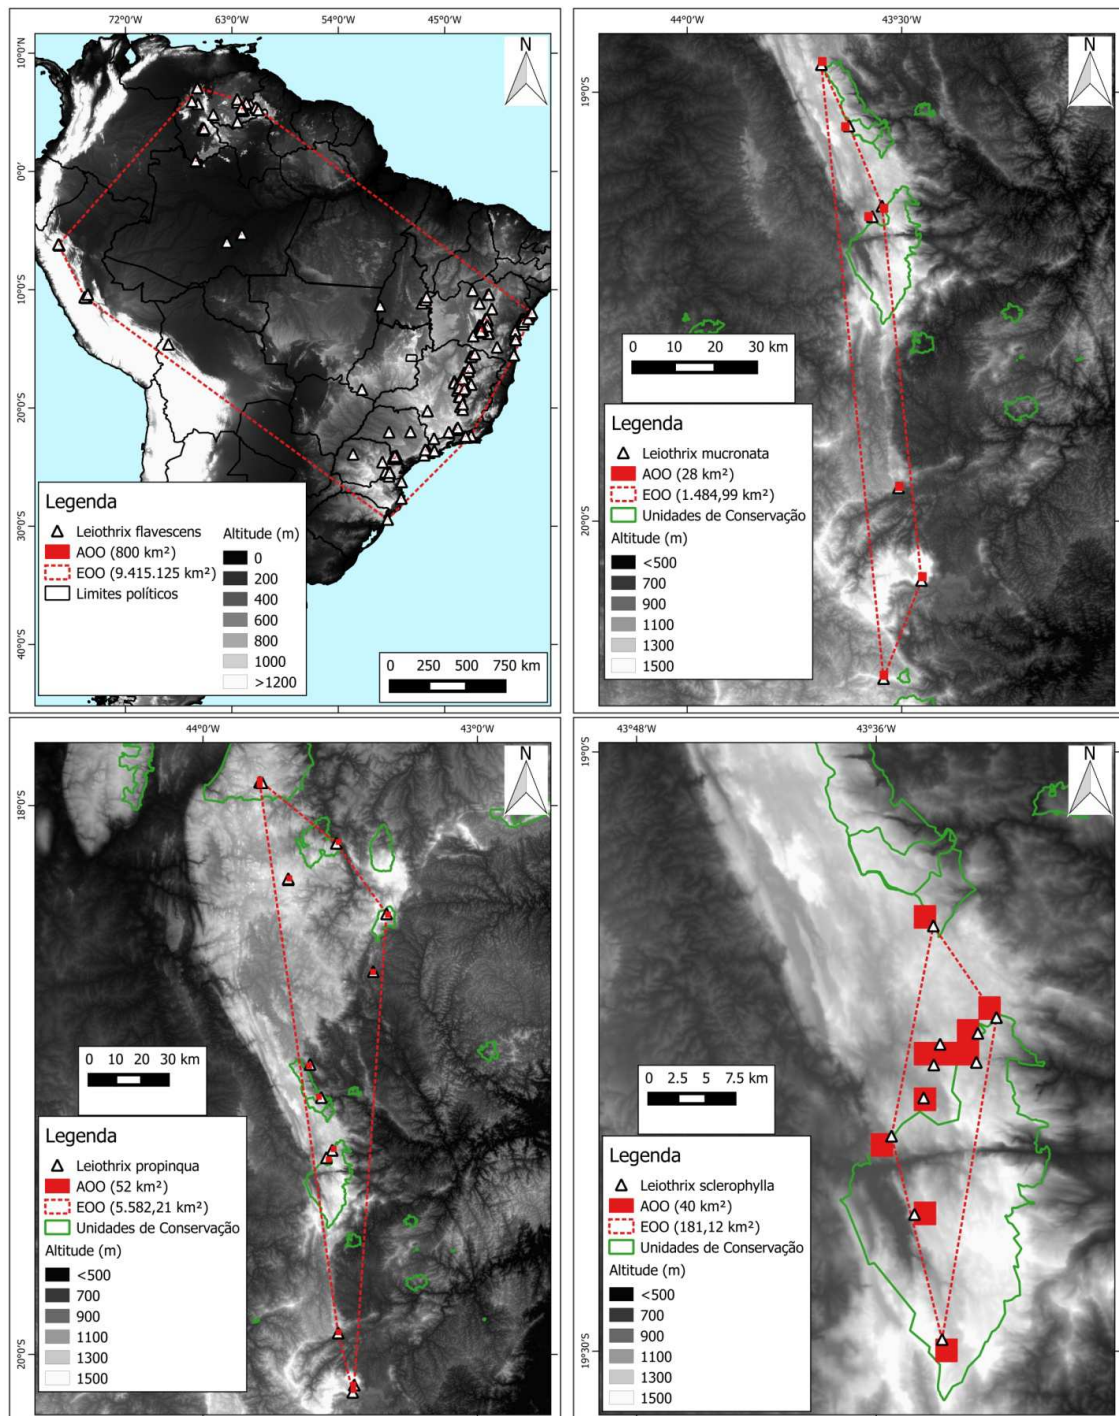 72°0'W 63°0'W 54°0'W 45°0'W
10°0'N
0°0'
10°0'S
20°0'S
30°0'S
40°0'S
N
Legenda
Leiothrix flavescens
AOO (800 km²)
EOO (9.415.125 km²)
Limites políticos
Altitude (m)
0
200
400
600
800
1000
>1200
0 250 500 750 km
44°0'W 43°30'W
19°0'S
20°0'S
N
0 10 20 30 km
Legenda
Leiothrix mucronata
AOO (28 km²)
EOO (1.484,99 km²)
Unidades de Conservação
Altitude (m)
<500
700
900
1100
1300
1500
44°0'W 43°0'W
18°0'S
20°0'S
N
0 10 20 30 km
Legenda
Leiothrix propinqua
AOO (52 km²)
EOO (5.582,21 km²)
Unidades de Conservação
Altitude (m)
<500
700
900
1100
1300
1500
43°48'W 43°36'W
19°0'S
19°30'S
N
0 2.5 5 7.5 km
Legenda
Leiothrix sclerophylla
AOO (40 km²)
EOO (181,12 km²)
Unidades de Conservação
Altitude (m)
<500
700
900
1100
1300
1500